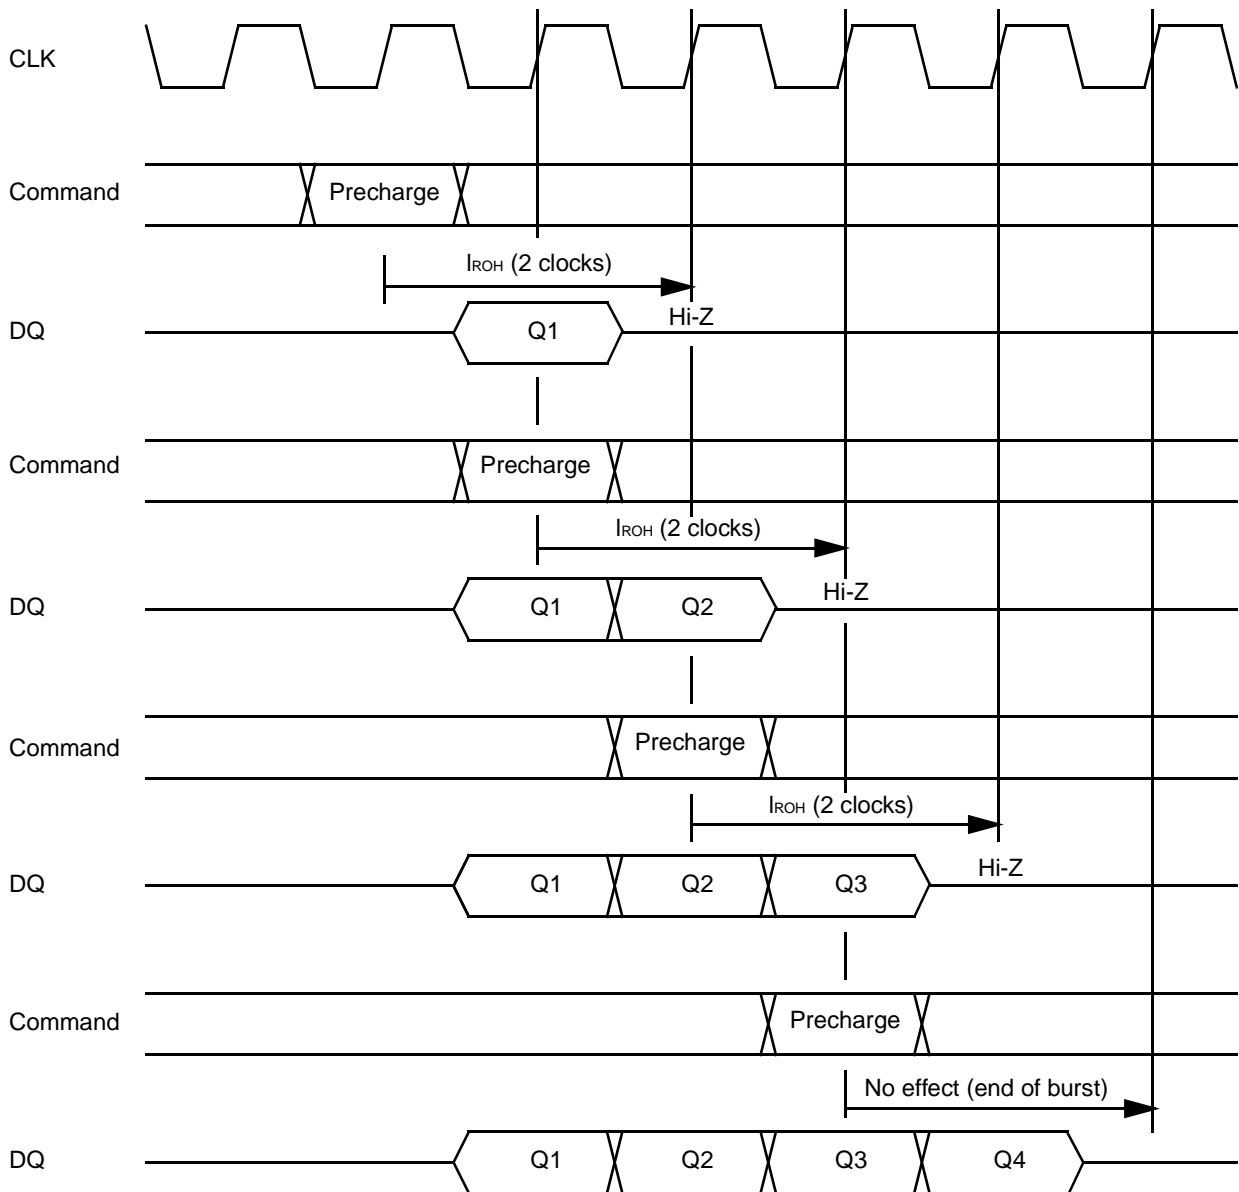 CLK
Command
Precharge
IROH (2 clocks)
DQ
Q1
Hi-Z
Command
Precharge
IROH (2 clocks)
DQ
Q1
Q2
Hi-Z
Command
Precharge
IROH (2 clocks)
DQ
Q1
Q2
Q3
Hi-Z
Command
Precharge
No effect (end of burst)
DQ
Q1
Q2
Q3
Q4